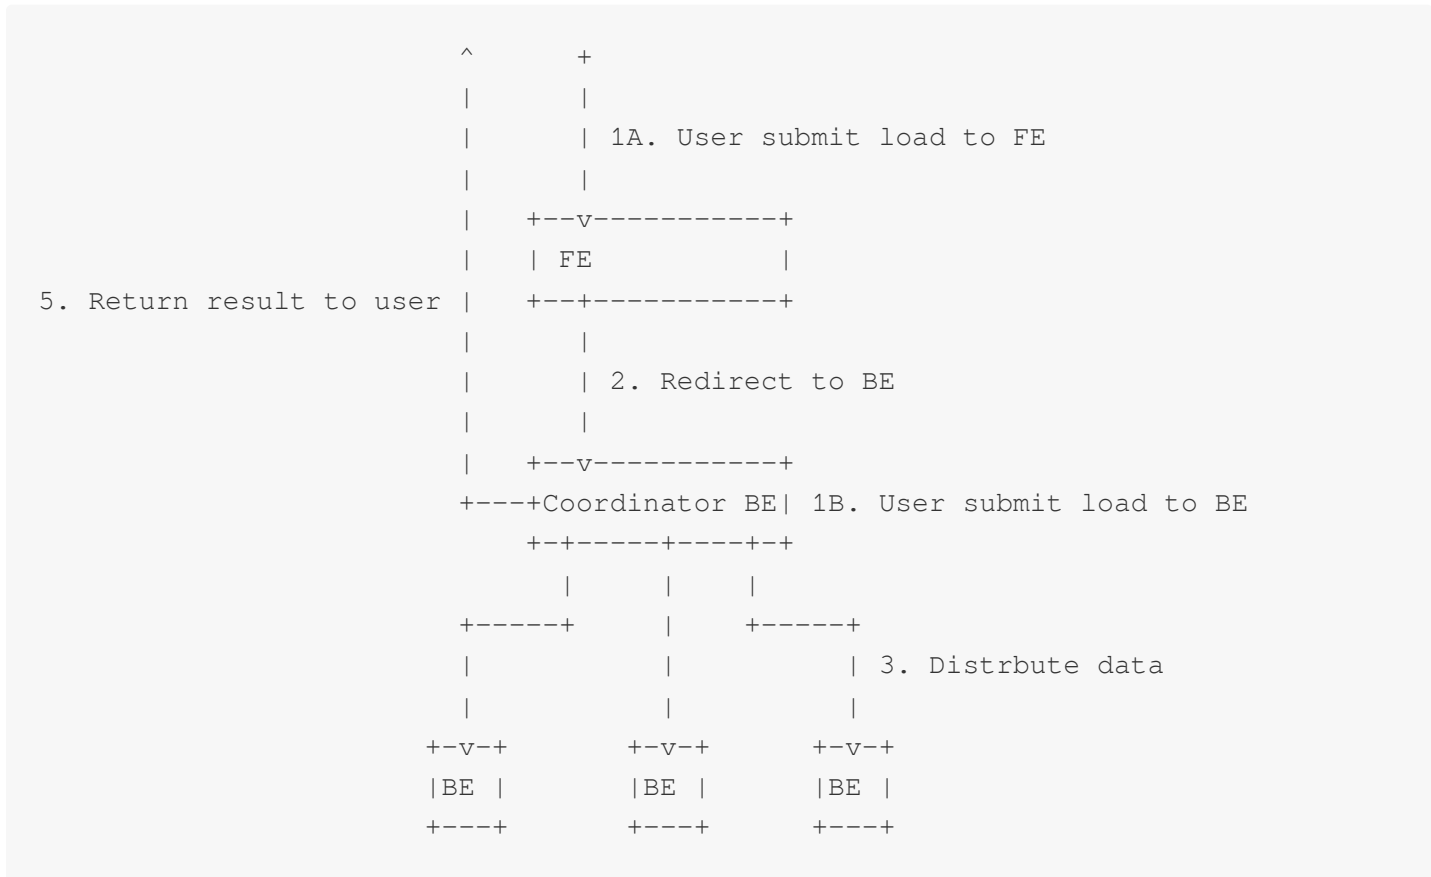 ^      +
|      |
|      | 1A. User submit load to FE
|      |
|   +--v-----------+
|   | FE           |
5. Return result to user |   +--+-----------+
|      |
|      | 2. Redirect to BE
|      |
|   +--v-----------+
+---+Coordinator BE| 1B. User submit load to BE
+-+-----+----+-+
|     |    |
+-----+     |    +-----+
|           |          | 3. Distrbute data
|           |          |
+-v-+       +-v-+      +-v-+
|BE |       |BE |      |BE |
+---+       +---+      +---+